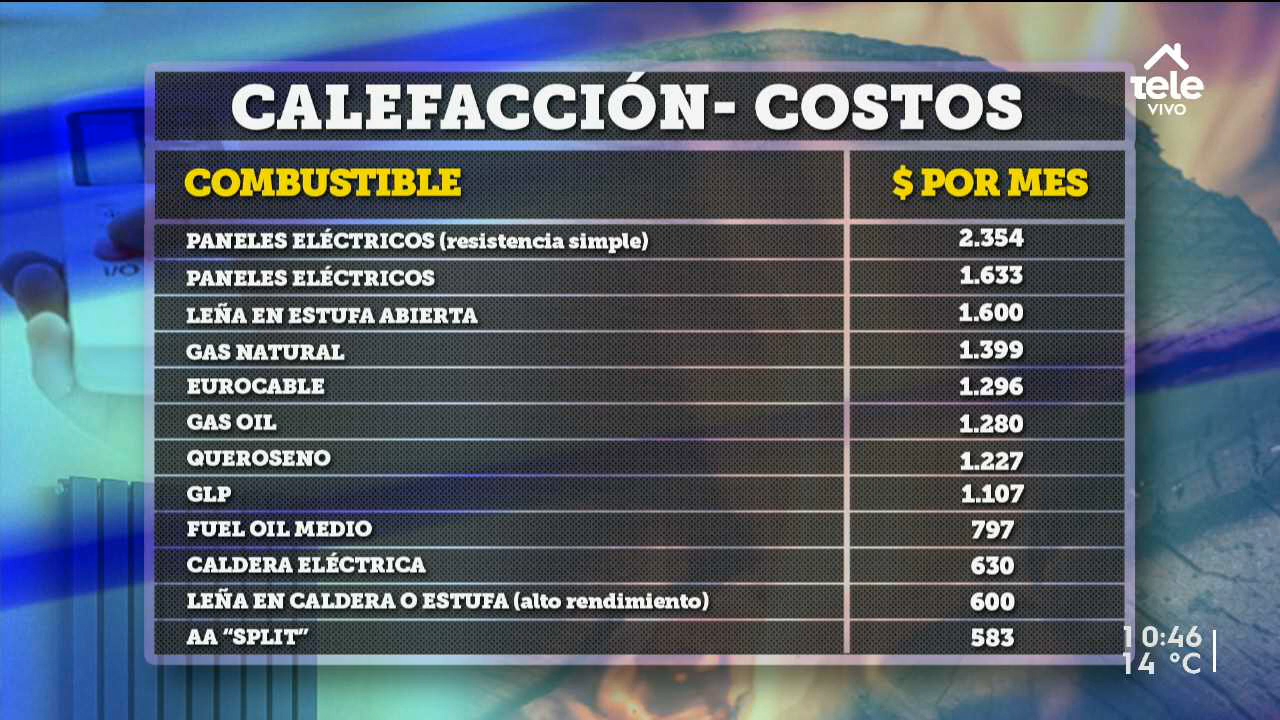 CALEFACCIÓN- COSTOS
tele
VIVO
COMBUSTIBLE $ POR MES
PANELES ELÉCTRICOS (resistencia simple) 2.354
PANELES ELÉCTRICOS 1.633
LEÑA EN ESTUFA ABIERTA 1.600
GAS NATURAL 1.399
EUROCABLE 1.296
GAS OIL 1.280
QUEROSENO 1.227
GLP 1.107
FUEL OIL MEDIO 797
CALDERA ELÉCTRICA 630
LEÑA EN CALDERA O ESTUFA (alto rendimiento) 600
AA “SPLIT” 583
10:46
14 °C
I/O